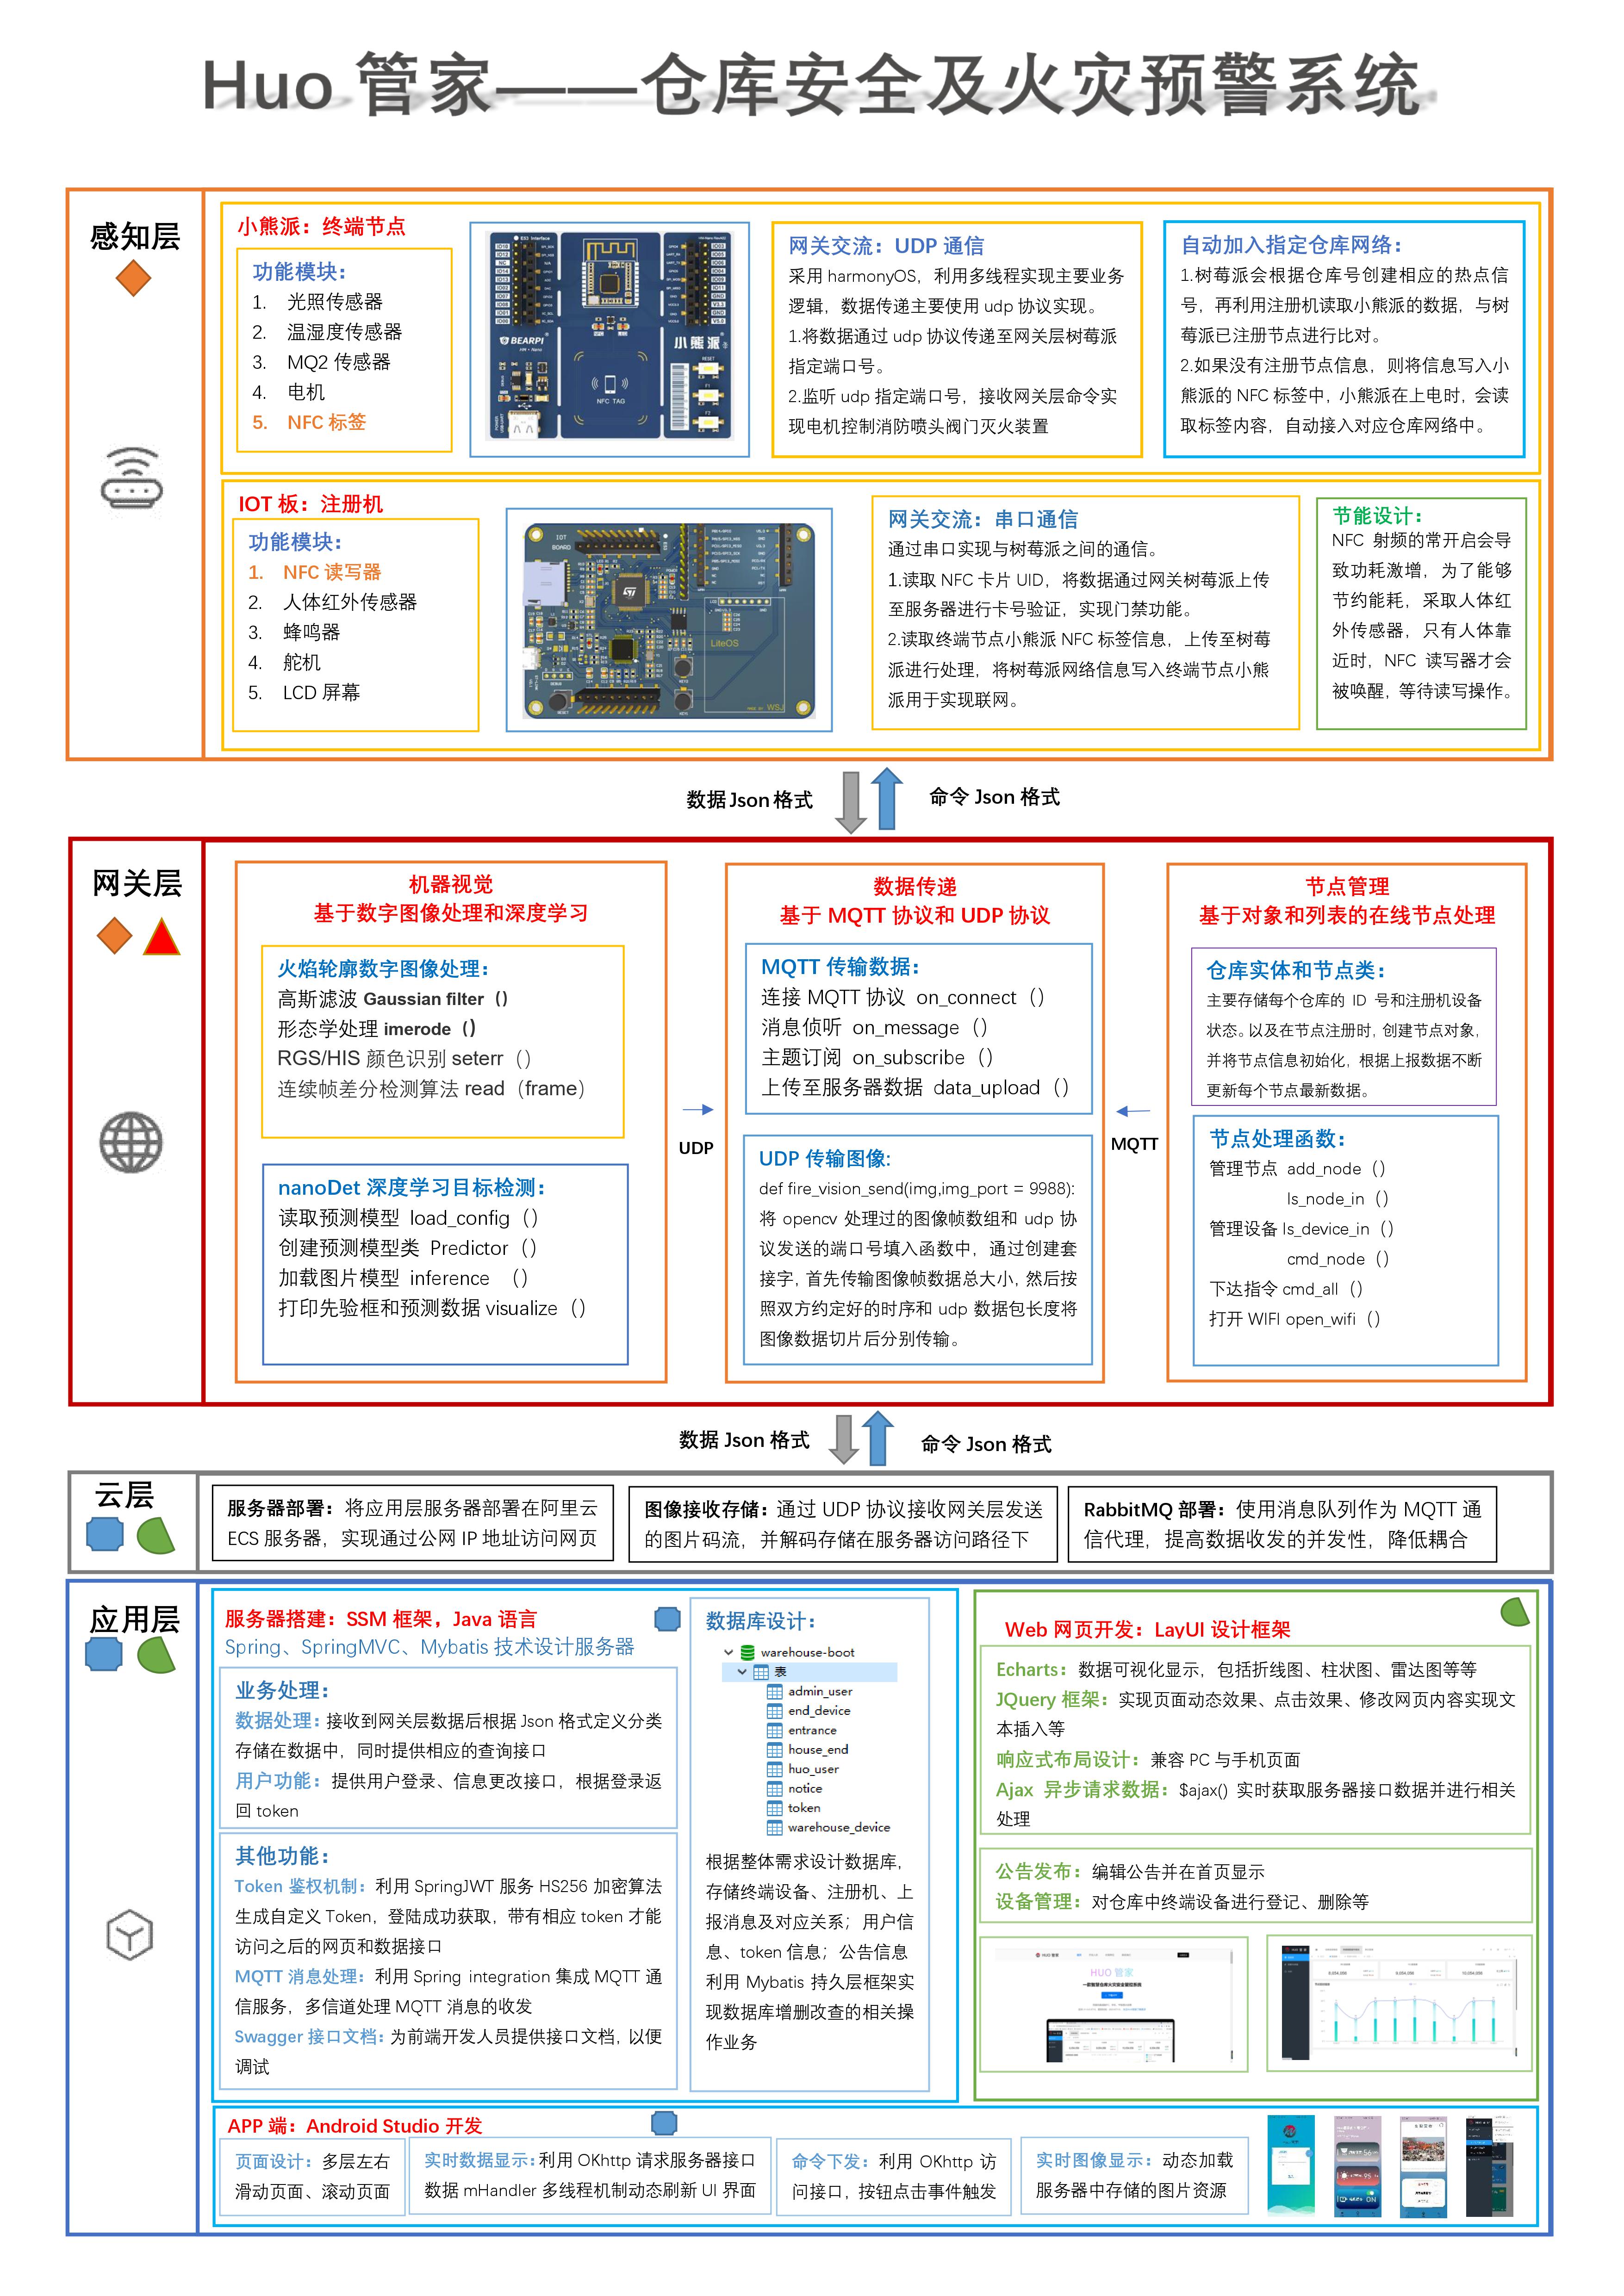 Huo 管家——仓库安全及火灾预警系统
感知层
小熊派：终端节点
功能模块：
1. 光照传感器
2. 温湿度传感器
3. MQ2 传感器
4. 电机
5. NFC 标签
BEARPI
小熊派
NFC TAG
网关交流：UDP 通信
采用 harmonyOS，利用多线程实现主要业务
逻辑，数据传递主要使用 udp 协议实现。
1.将数据通过 udp 协议传递至网关层树莓派
指定端口号。
2.监听 udp 指定端口号，接收网关层命令实
现电机控制消防喷头阀门灭火装置
自动加入指定仓库网络：
1.树莓派会根据仓库号创建相应的热点信
号，再利用注册机读取小熊派的数据，与树
莓派已注册节点进行比对。
2.如果没有注册节点信息，则将信息写入小
熊派的 NFC 标签中，小熊派在上电时，会读
取标签内容，自动接入对应仓库网络中。
IOT 板：注册机
功能模块：
1. NFC 读写器
2. 人体红外传感器
3. 蜂鸣器
4. 舵机
5. LCD 屏幕
IOT
BOARD
LiteOS
网关交流：串口通信
通过串口实现与树莓派之间的通信。
1.读取 NFC 卡片 UID，将数据通过网关树莓派上传
至服务器进行卡号验证，实现门禁功能。
2.读取终端节点小熊派 NFC 标签信息，上传至树莓
派进行处理，将树莓派网络信息写入终端节点小熊
派用于实现联网。
节能设计：
NFC 射频的常开启会导
致功耗激增，为了能够
节约能耗，采取人体红
外传感器，只有人体靠
近时，NFC 读写器才会
被唤醒，等待读写操作。
数据Json格式
命令 Json 格式
网关层
机器视觉
基于数字图像处理和深度学习
火焰轮廓数字图像处理：
高斯滤波 Gaussian filter（）
形态学处理 imerode（）
RGS/HIS 颜色识别 seterr（）
连续帧差分检测算法 read（frame）
nanoDet 深度学习目标检测：
读取预测模型 load_config（）
创建预测模型类 Predictor（）
加载图片模型 inference （）
打印先验框和预测数据 visualize（）
UDP
数据传递
基于 MQTT 协议和 UDP 协议
MQTT 传输数据：
连接 MQTT 协议 on_connect（）
消息侦听 on_message（）
主题订阅 on_subscribe（）
上传至服务器数据 data_upload（）
UDP 传输图像:
def fire_vision_send(img,img_port = 9988):
将 opencv 处理过的图像帧数组和 udp 协
议发送的端口号填入函数中，通过创建套
接字，首先传输图像帧数据总大小，然后按
照双方约定好的时序和 udp 数据包长度将
图像数据切片后分别传输。
MQTT
节点管理
基于对象和列表的在线节点处理
仓库实体和节点类：
主要存储每个仓库的 ID 号和注册机设备
状态。以及在节点注册时，创建节点对象，
并将节点信息初始化，根据上报数据不断
更新每个节点最新数据。
节点处理函数：
管理节点 add_node（）
ls_node_in（）
管理设备 ls_device_in（）
cmd_node（）
下达指令 cmd_all（）
打开 WIFI open_wifi（）
数据 Json 格式
命令 Json 格式
云层
服务器部署：将应用层服务器部署在阿里云
ECS 服务器，实现通过公网 IP 地址访问网页
图像接收存储：通过 UDP 协议接收网关层发送
的图片码流，并解码存储在服务器访问路径下
RabbitMQ 部署：使用消息队列作为 MQTT 通
信代理，提高数据收发的并发性，降低耦合
应用层
服务器搭建：SSM 框架，Java 语言
Spring、SpringMVC、Mybatis 技术设计服务器
业务处理：
数据处理：接收到网关层数据后根据 Json 格式定义分类
存储在数据中，同时提供相应的查询接口
用户功能：提供用户登录、信息更改接口，根据登录返
回 token
其他功能：
Token 鉴权机制：利用 SpringJWT 服务 HS256 加密算法
生成自定义 Token，登陆成功获取，带有相应 token 才能
访问之后的网页和数据接口
MQTT 消息处理：利用 Spring integration 集成 MQTT 通
信服务，多信道处理 MQTT 消息的收发
Swagger 接口文档：为前端开发人员提供接口文档，以便
调试
数据库设计：
warehouse-boot
表
admin_user
end_device
entrance
house_end
huo_user
notice
token
warehouse_device
根据整体需求设计数据库，
存储终端设备、注册机、上
报消息及对应关系；用户信
息、token 信息；公告信息
利用 Mybatis 持久层框架实
现数据库增删改查的相关操
作业务
Web 网页开发：LayUI 设计框架
Echarts：数据可视化显示，包括折线图、柱状图、雷达图等等
JQuery 框架：实现页面动态效果、点击效果、修改网页内容实现文
本插入等
响应式布局设计：兼容 PC 与手机页面
Ajax 异步请求数据：$ajax() 实时获取服务器接口数据并进行相关
处理
公告发布：编辑公告并在首页显示
设备管理：对仓库中终端设备进行登记、删除等
HUO 管家
APP 端：Android Studio 开发
页面设计：多层左右
滑动页面、滚动页面
实时数据显示：利用 OKhttp 请求服务器接口
数据 mHandler 多线程机制动态刷新 UI 界面
命令下发：利用 OKhttp 访
问接口，按钮点击事件触发
实时图像显示：动态加载
服务器中存储的图片资源